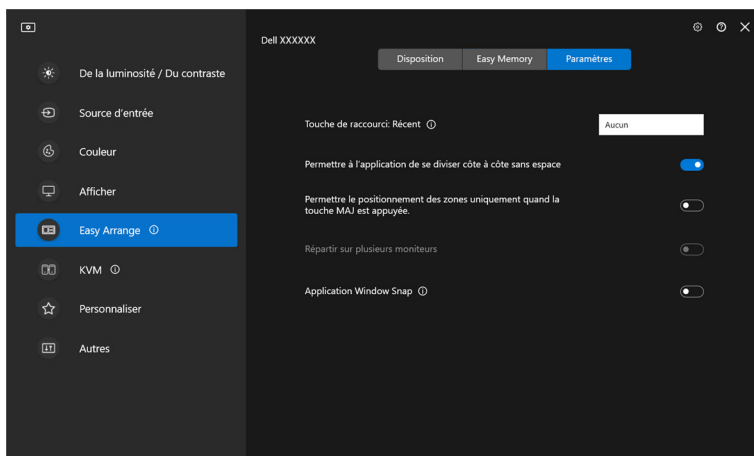 Dell XXXXXX
Disposition
Easy Memory
Paramètres
De la luminosité / Du contraste
Source d'entrée
Couleur
Afficher
Easy Arrange
KVM
Personnaliser
Autres
Touche de raccourci: Récent
Aucun
Permettre à l'application de se diviser côte à côte sans espace
Permettre le positionnement des zones uniquement quand la
touche MAJ est appuyée.
Répartir sur plusieurs moniteurs
Application Window Snap